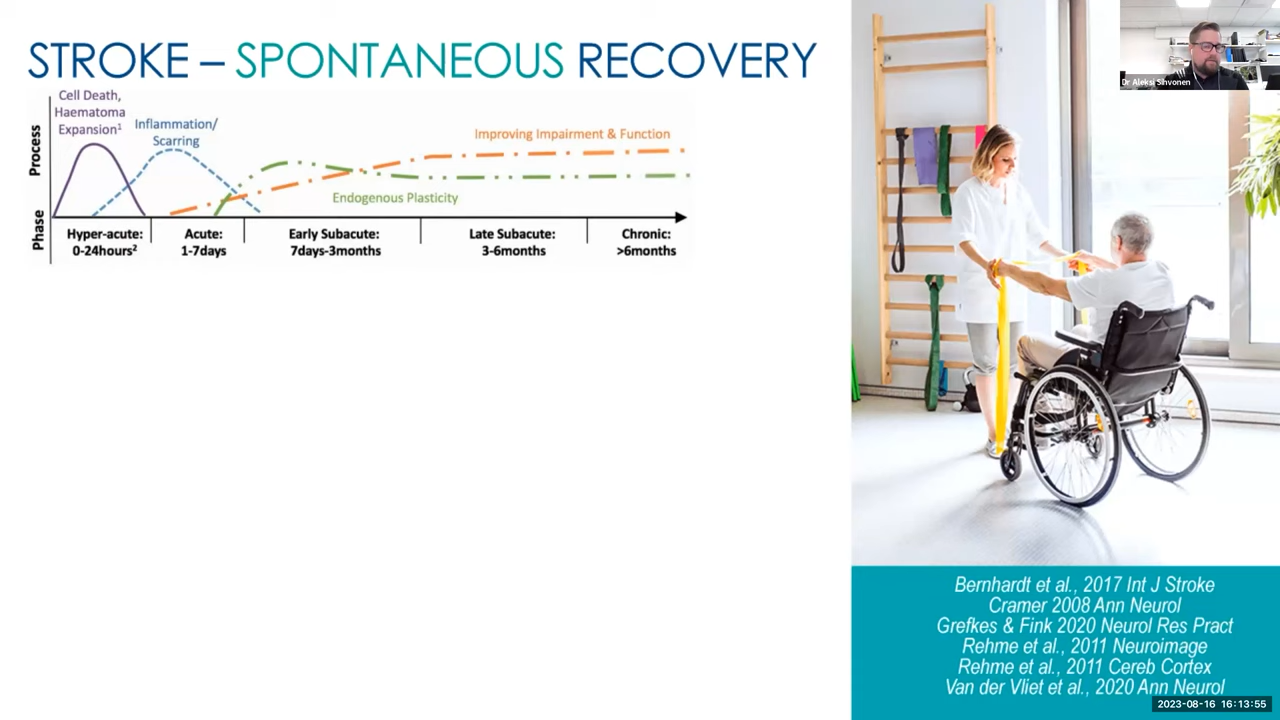 STROKE – SPONTANEOUS RECOVERY
Cell Death,
Haematoma
Expansion¹
Inflammation/
Scarring
Improving Impairment & Function
Endogenous Plasticity
Process
Phase
Hyper-acute:
0-24hours²
Acute:
1-7days
Early Subacute:
7days-3months
Late Subacute:
3-6months
Chronic:
>6months
Dr Aleksi Sihvonen
Bernhardt et al., 2017 Int J Stroke
Cramer 2008 Ann Neurol
Grefkes & Fink 2020 Neurol Res Pract
Rehme et al., 2011 Neuroimage
Rehme et al., 2011 Cereb Cortex
Van der Vliet et al., 2020 Ann Neurol
2023-08-16 16:13:55